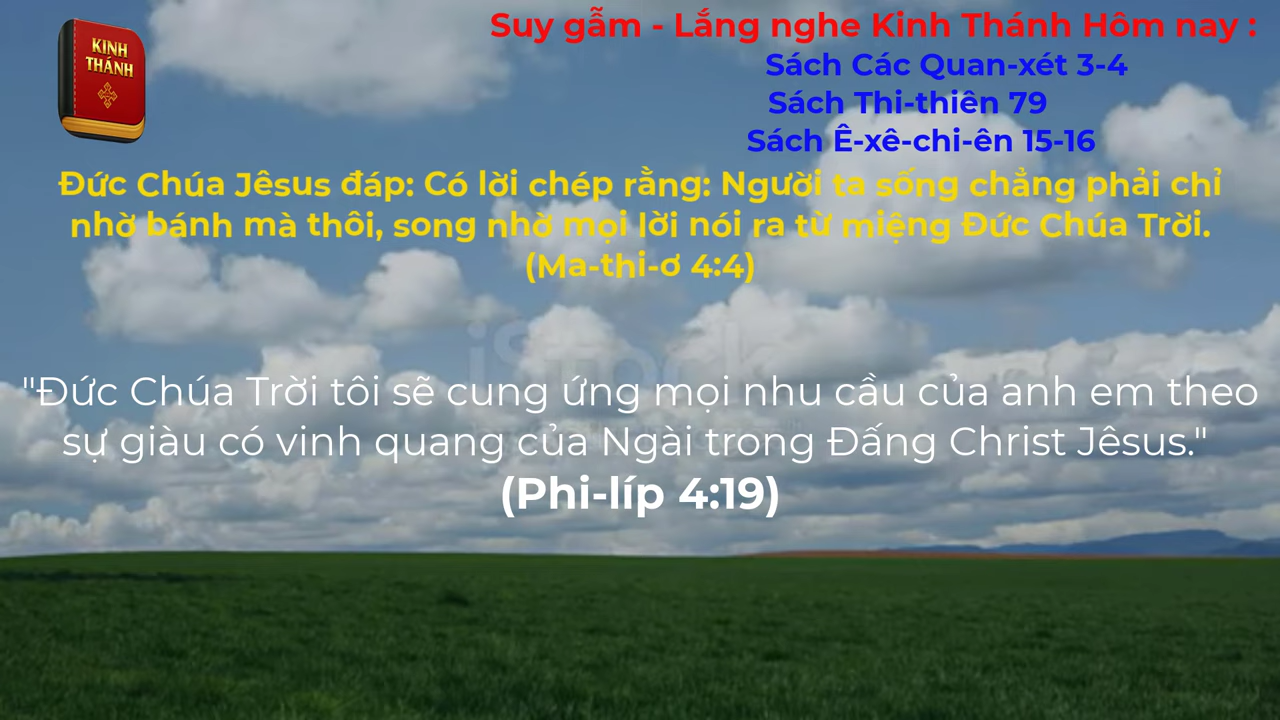 KINH
THÁNH
Suy gẫm - Lắng nghe Kinh Thánh Hôm nay :
Sách Các Quan-xét 3-4
Sách Thi-thiên 79
Sách Ê-xê-chi-ên 15-16
Đức Chúa Jêsus đáp: Có lời chép rằng: Người ta sống chẳng phải chỉ
nhờ bánh mà thôi, song nhờ mọi lời nói ra từ miệng Đức Chúa Trời.
(Ma-thi-ơ 4:4)
iStock
"Đức Chúa Trời tôi sẽ cung ứng mọi nhu cầu của anh em theo
sự giàu có vinh quang của Ngài trong Đấng Christ Jêsus."
(Phi-líp 4:19)